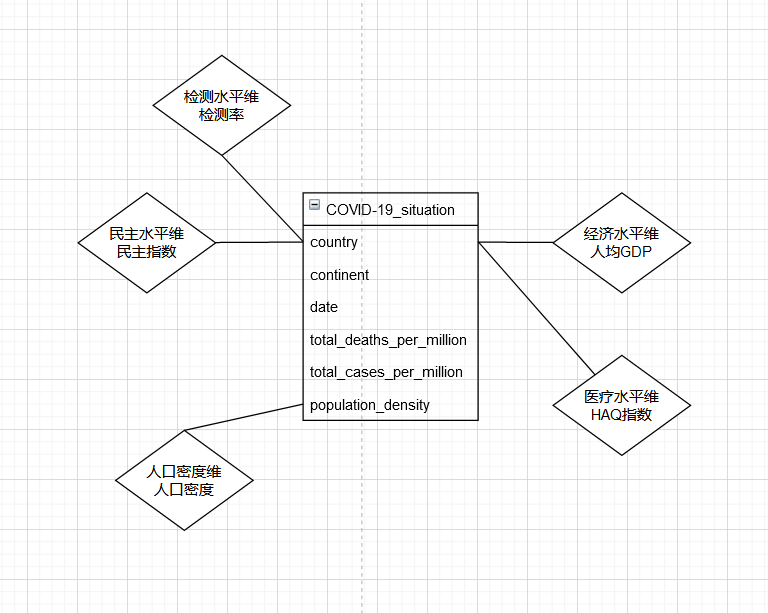 检测水平维
检测率
民主水平维
民主指数
COVID-19_situation
country
continent
date
total_deaths_per_million
total_cases_per_million
population_density
经济水平维
人均GDP
医疗水平维
HAQ指数
人口密度维
人口密度